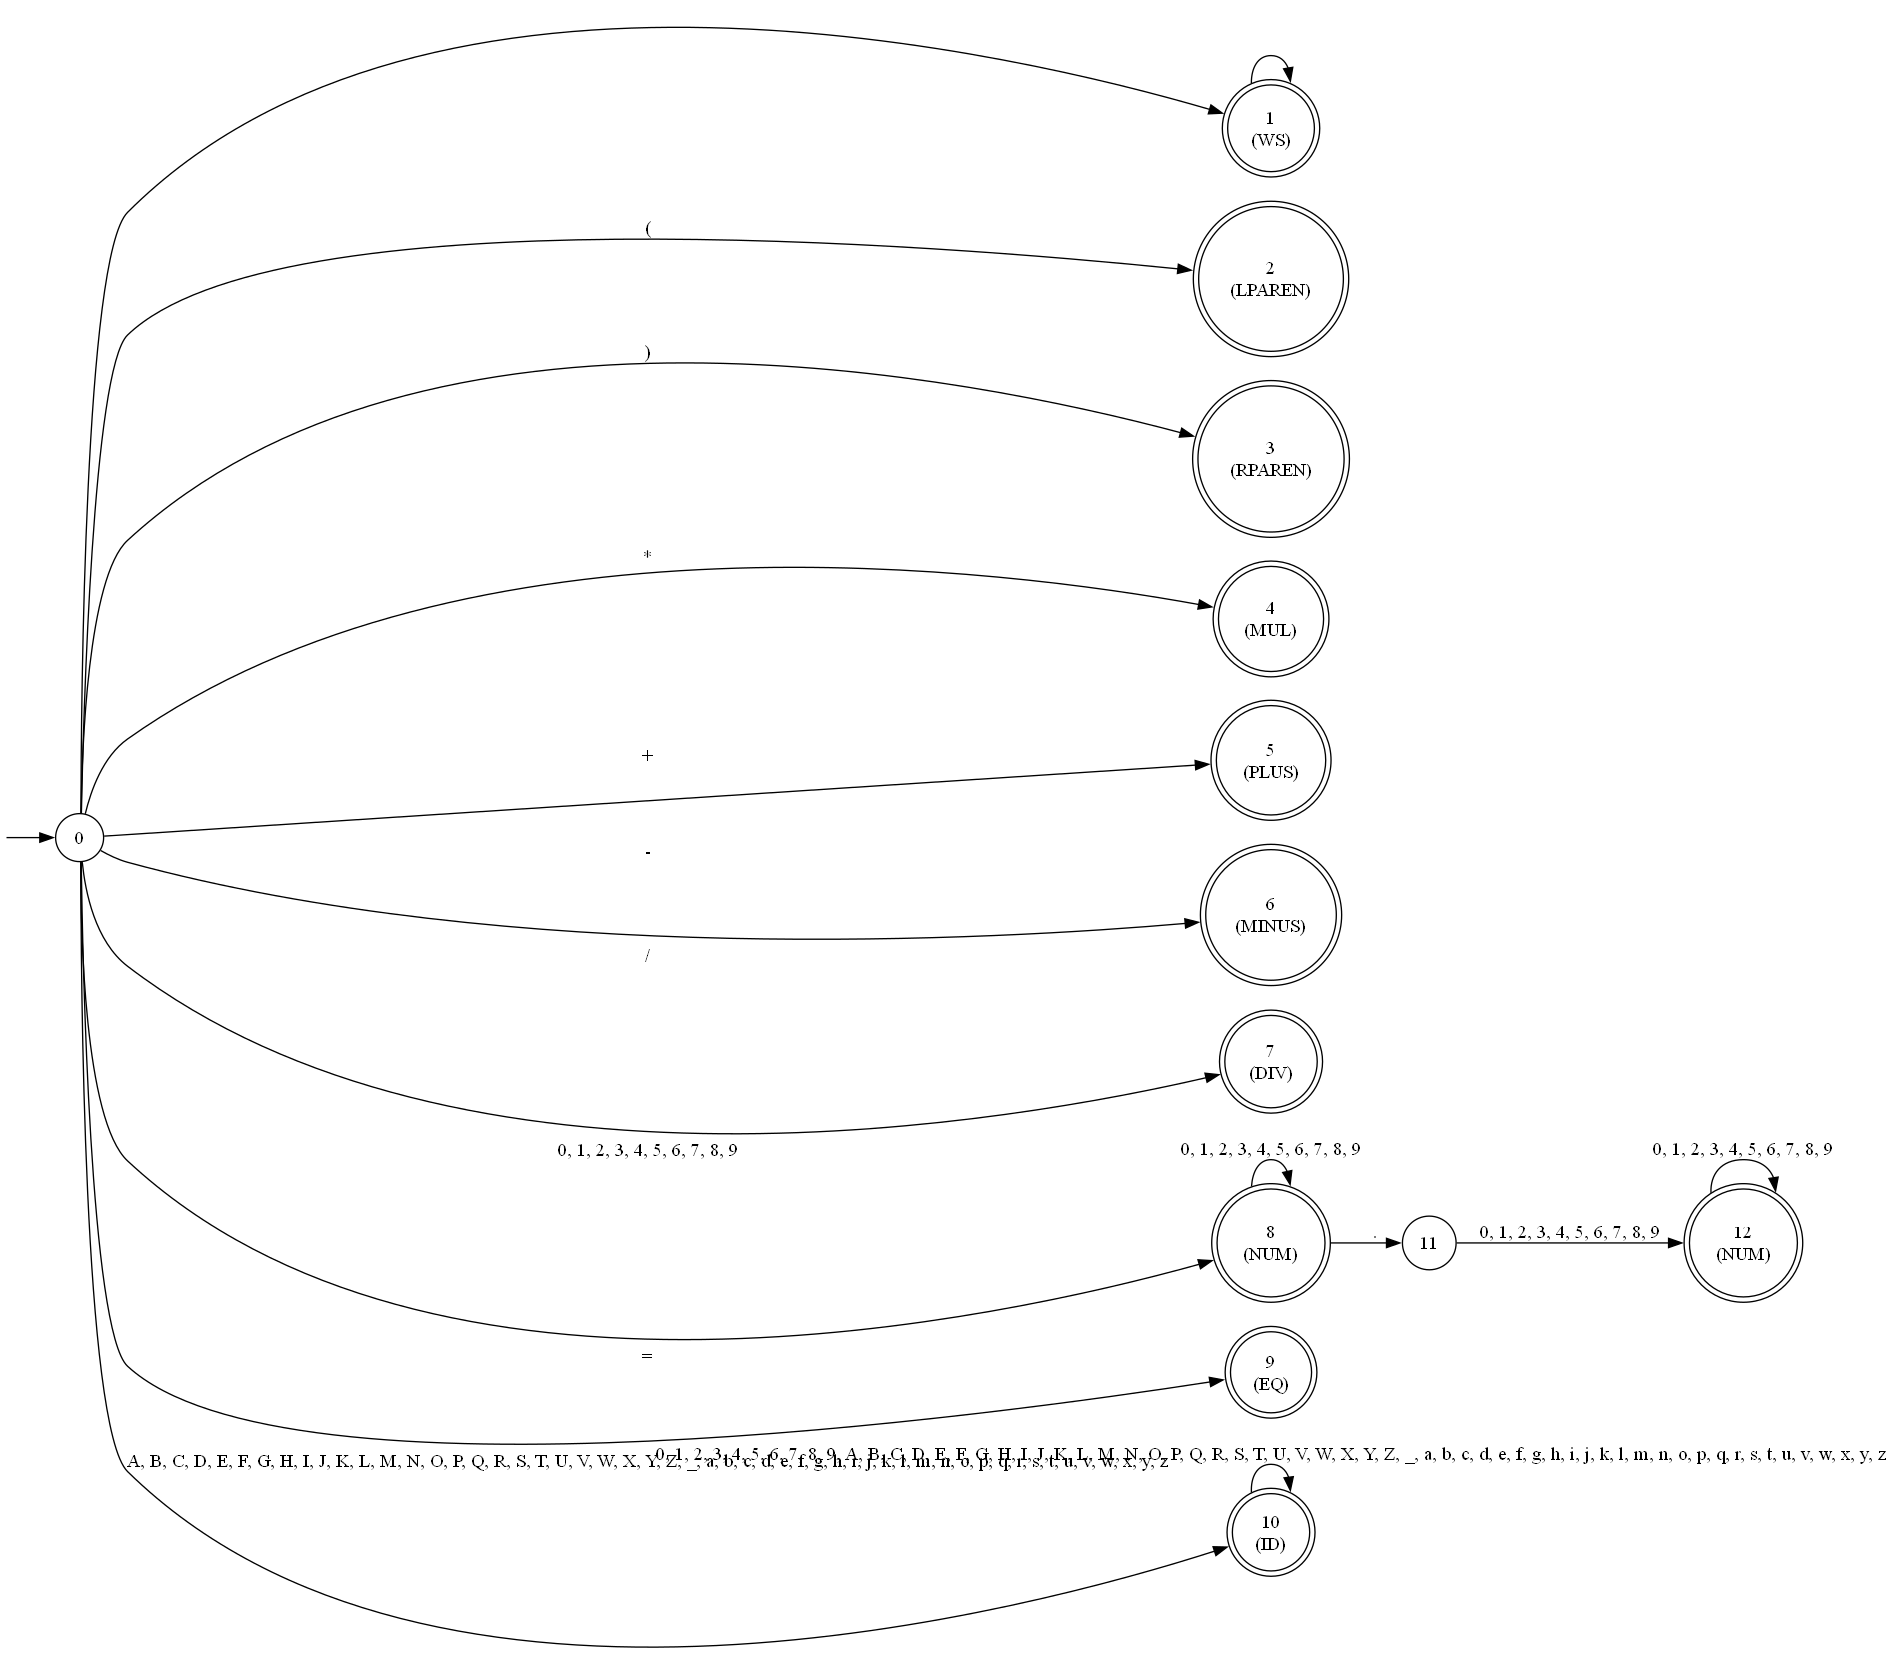 1
(WS)
(
2
(LPAREN)
)
3
(RPAREN)
*
4
(MUL)
+
5
(PLUS)
0
-
6
(MINUS)
/
7
(DIV)
0, 1, 2, 3, 4, 5, 6, 7, 8, 9
0, 1, 2, 3, 4, 5, 6, 7, 8, 9
0, 1, 2, 3, 4, 5, 6, 7, 8, 9
8
(NUM)
.
11
0, 1, 2, 3, 4, 5, 6, 7, 8, 9
12
(NUM)
=
9
(EQ)
0, 1, 2, 3, 4, 5, 6, 7, 8, 9, A, B, C, D, E, F, G, H, I, J, K, L, M, N, O, P, Q, R, S, T, U, V, W, X, Y, Z, _, a, b, c, d, e, f, g, h, i, j, k, l, m, n, o, p, q, r, s, t, u, v, w, x, y, z
A, B, C, D, E, F, G, H, I, J, K, L, M, N, O, P, Q, R, S, T, U, V, W, X, Y, Z, _, a, b, c, d, e, f, g, h, i, j, k, l, m, n, o, p, q, r, s, t, u, v, w, x, y, z
10
(ID)